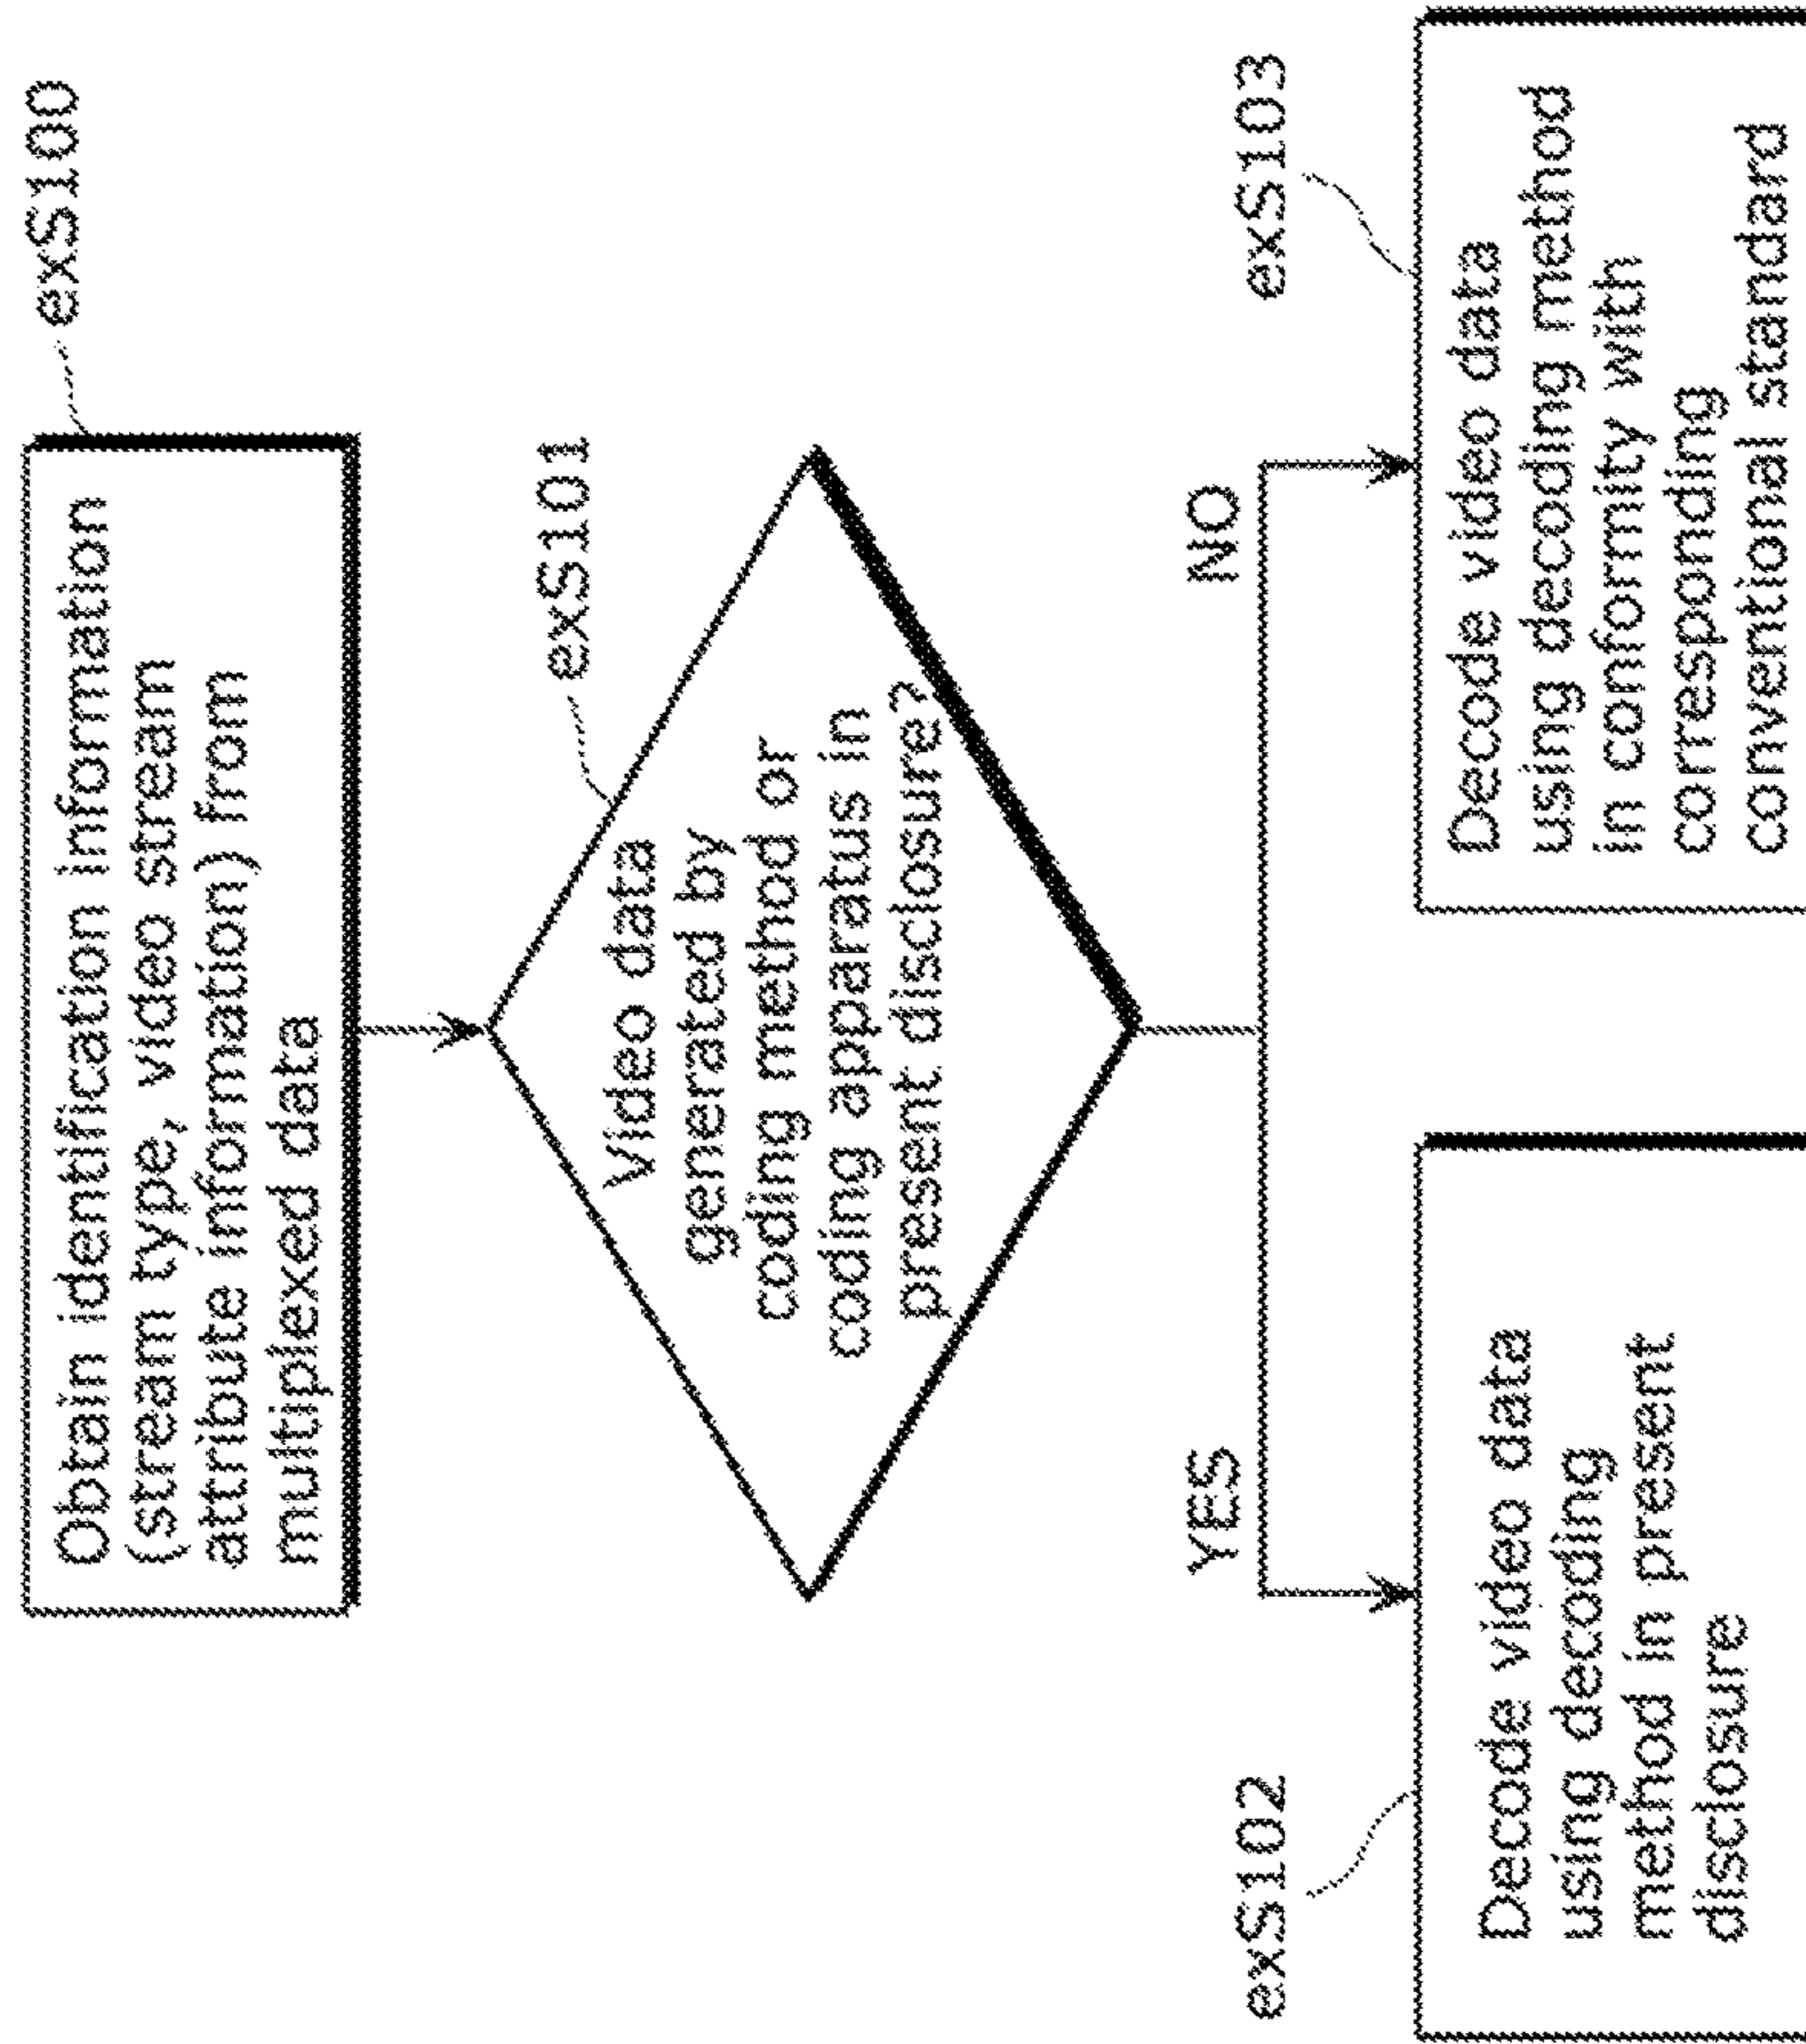 exS100
Obtain identification information
(stream type, video stream
attribute information) from
multiplexed data
exS101
Video data
generated by
coding method or
coding apparatus in
present disclosure?
YES
NO
exS102
Decode video data
using decoding
method in present
disclosure
exS103
Decode video data
using decoding method
in conformity with
corresponding
conventional standard